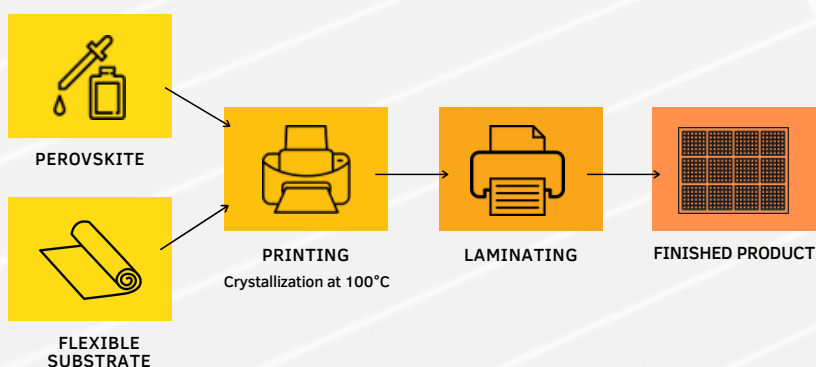 PEROVSKITE
FLEXIBLE
SUBSTRATE
PRINTING
Crystallization at 100°C
LAMINATING
FINISHED PRODUCT